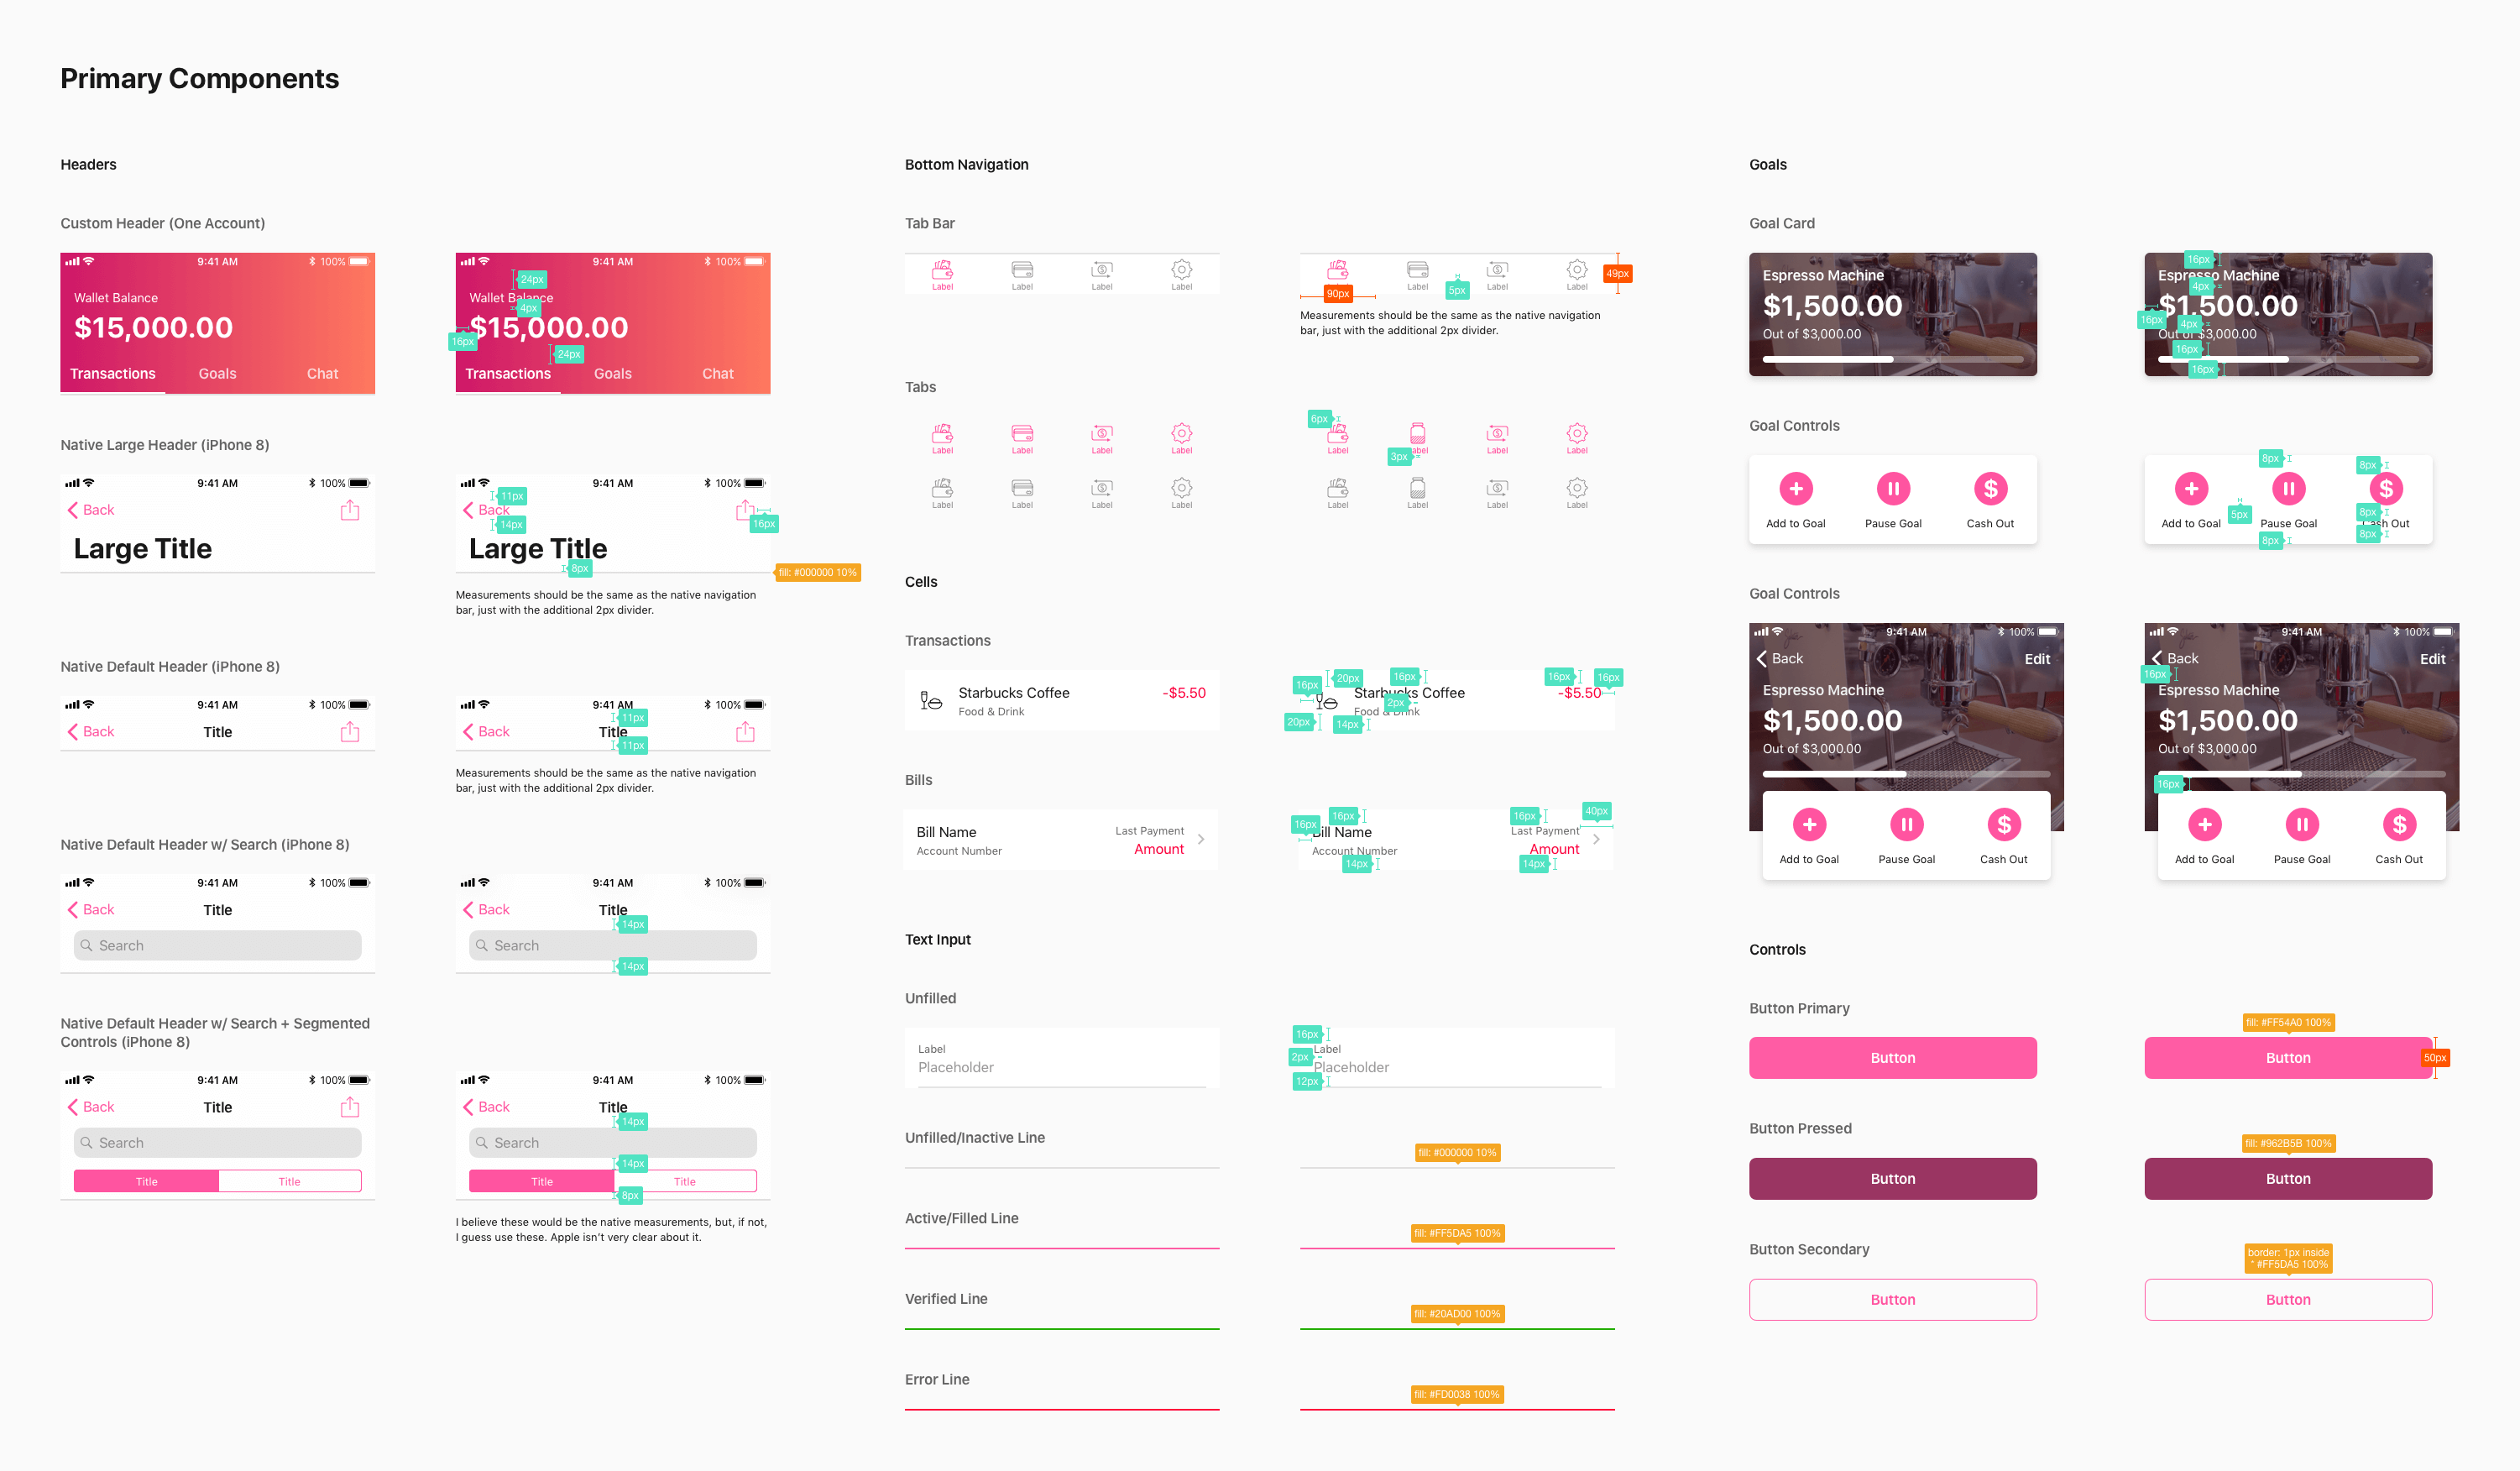 Primary Components
Headers
Custom Header (One Account)
9:41 AM
100%
Wallet Balance
$15,000.00
Transactions
Goals
Chat
9:41 AM
100%
24px
Wallet Balance
4px
$15,000.00
16px
24px
Transactions
Goals
Chat
Native Large Header (iPhone 8)
9:41 AM
100%
Back
Large Title
9:41 AM
100%
11px
Back
14px
16px
Large Title
8px
fill: #000000 10%
Measurements should be the same as the native navigation
bar, just with the additional 2px divider.
Native Default Header (iPhone 8)
9:41 AM
100%
Back
Title
9:41 AM
100%
11px
Back
Title
11px
Measurements should be the same as the native navigation
bar, just with the additional 2px divider.
Native Default Header w/ Search (iPhone 8)
9:41 AM
100%
Back
Title
Search
9:41 AM
100%
Back
Title
14px
Search
14px
Native Default Header w/ Search + Segmented
Controls (iPhone 8)
9:41 AM
100%
Back
Title
Search
Title
Title
9:41 AM
100%
Back
Title
14px
Search
14px
Title
Title
8px
I believe these would be the native measurements, but, if not,
I guess use these. Apple isn't very clear about it.
Bottom Navigation
Tab Bar
Label
Label
Label
Label
49px
90px
5px
Label
Label
Label
Measurements should be the same as the native navigation
bar, just with the additional 2px divider.
Tabs
Label
Label
Label
Label
Label
Label
Label
Label
6px
Label
Label
Label
Label
3px
Label
Label
Label
Label
Cells
Transactions
Starbucks Coffee
-$5.50
Food & Drink
16px
20px
16px
16px
16px
Starbucks Coffee
-$5.50
2px
Food & Drink
20px
14px
Bills
Bill Name
Last Payment
Account Number
Amount
16px
16px
16px
40px
Bill Name
Last Payment
Account Number
Amount
14px
14px
Text Input
Unfilled
Label
Placeholder
16px
Label
2px
Placeholder
12px
Unfilled/Inactive Line
fill: #000000 10%
Active/Filled Line
fill: #FF5DA5 100%
Verified Line
fill: #20AD00 100%
Error Line
fill: #FD0038 100%
Goals
Goal Card
Espresso Machine
$1,500.00
Out of $3,000.00
16px
Espresso Machine
4px
$1,500.00
16px
4px
Out of $3,000.00
16px
16px
Goal Controls
Add to Goal
Pause Goal
$
Cash Out
8px
8px
$
5px
8px
Add to Goal
Pause Goal
Cash Out
8px
8px
Goal Controls
9:41 AM
100%
Back
Edit
Espresso Machine
$1,500.00
Out of $3,000.00
$
Add to Goal
Pause Goal
Cash Out
9:41 AM
100%
Back
Edit
16px
Espresso Machine
$1,500.00
Out of $3,000.00
16px
$
Add to Goal
Pause Goal
Cash Out
Controls
Button Primary
Button
fill: #FF54A0 100%
Button
50px
Button Pressed
Button
fill: #962B5B 100%
Button
Button Secondary
Button
border: 1px inside
* #FF5DA5 100%
Button